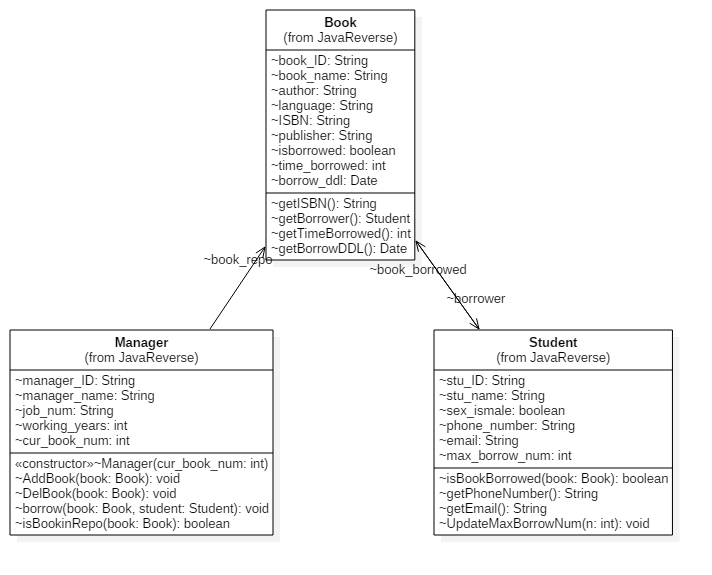 Book
(from JavaReverse)
~book_ID: String
~book_name: String
~author: String
~language: String
~ISBN: String
~publisher: String
~isborrowed: boolean
~time_borrowed: int
~borrow_ddl: Date
~getISBN(): String
~getBorrower(): Student
~getTimeBorrowed(): int
~getBorrowDDL(): Date
~book_repo
~book_borrowed
~borrower
Manager
(from JavaReverse)
~manager_ID: String
~manager_name: String
~job_num: String
~working_years: int
~cur_book_num: int
«constructor»~Manager(cur_book_num: int)
~AddBook(book: Book): void
~DelBook(book: Book): void
~borrow(book: Book, student: Student): void
~isBookinRepo(book: Book): boolean
Student
(from JavaReverse)
~stu_ID: String
~stu_name: String
~sex_ismale: boolean
~phone_number: String
~email: String
~max_borrow_num: int
~isBookBorrowed(book: Book): boolean
~getPhoneNumber(): String
~getEmail(): String
~UpdateMaxBorrowNum(n: int): void